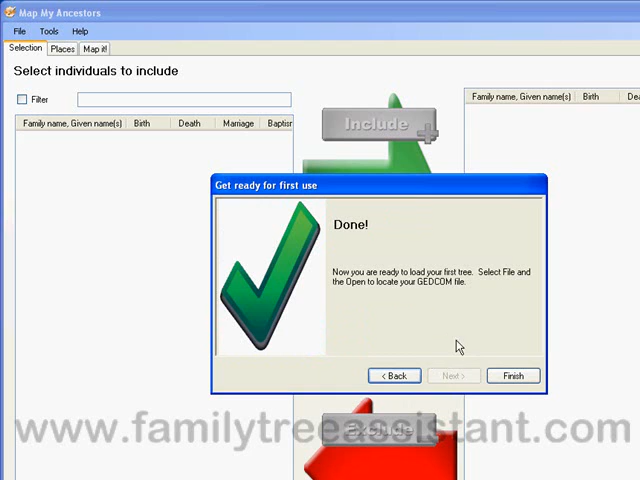 Map My Ancestors
File Tools Help
Selection Places Map it!
Select individuals to include
Filter
Family name, Given name(s) Birth Death Marriage Baptisr
Include
Family name, Given name(s) Birth Dea
Get ready for first use
Done!
Now you are ready to load your first tree. Select File and
the Open to locate your GEDCOM file.
< Back Next > Finish
www.familytreeassistant.com
Exclude